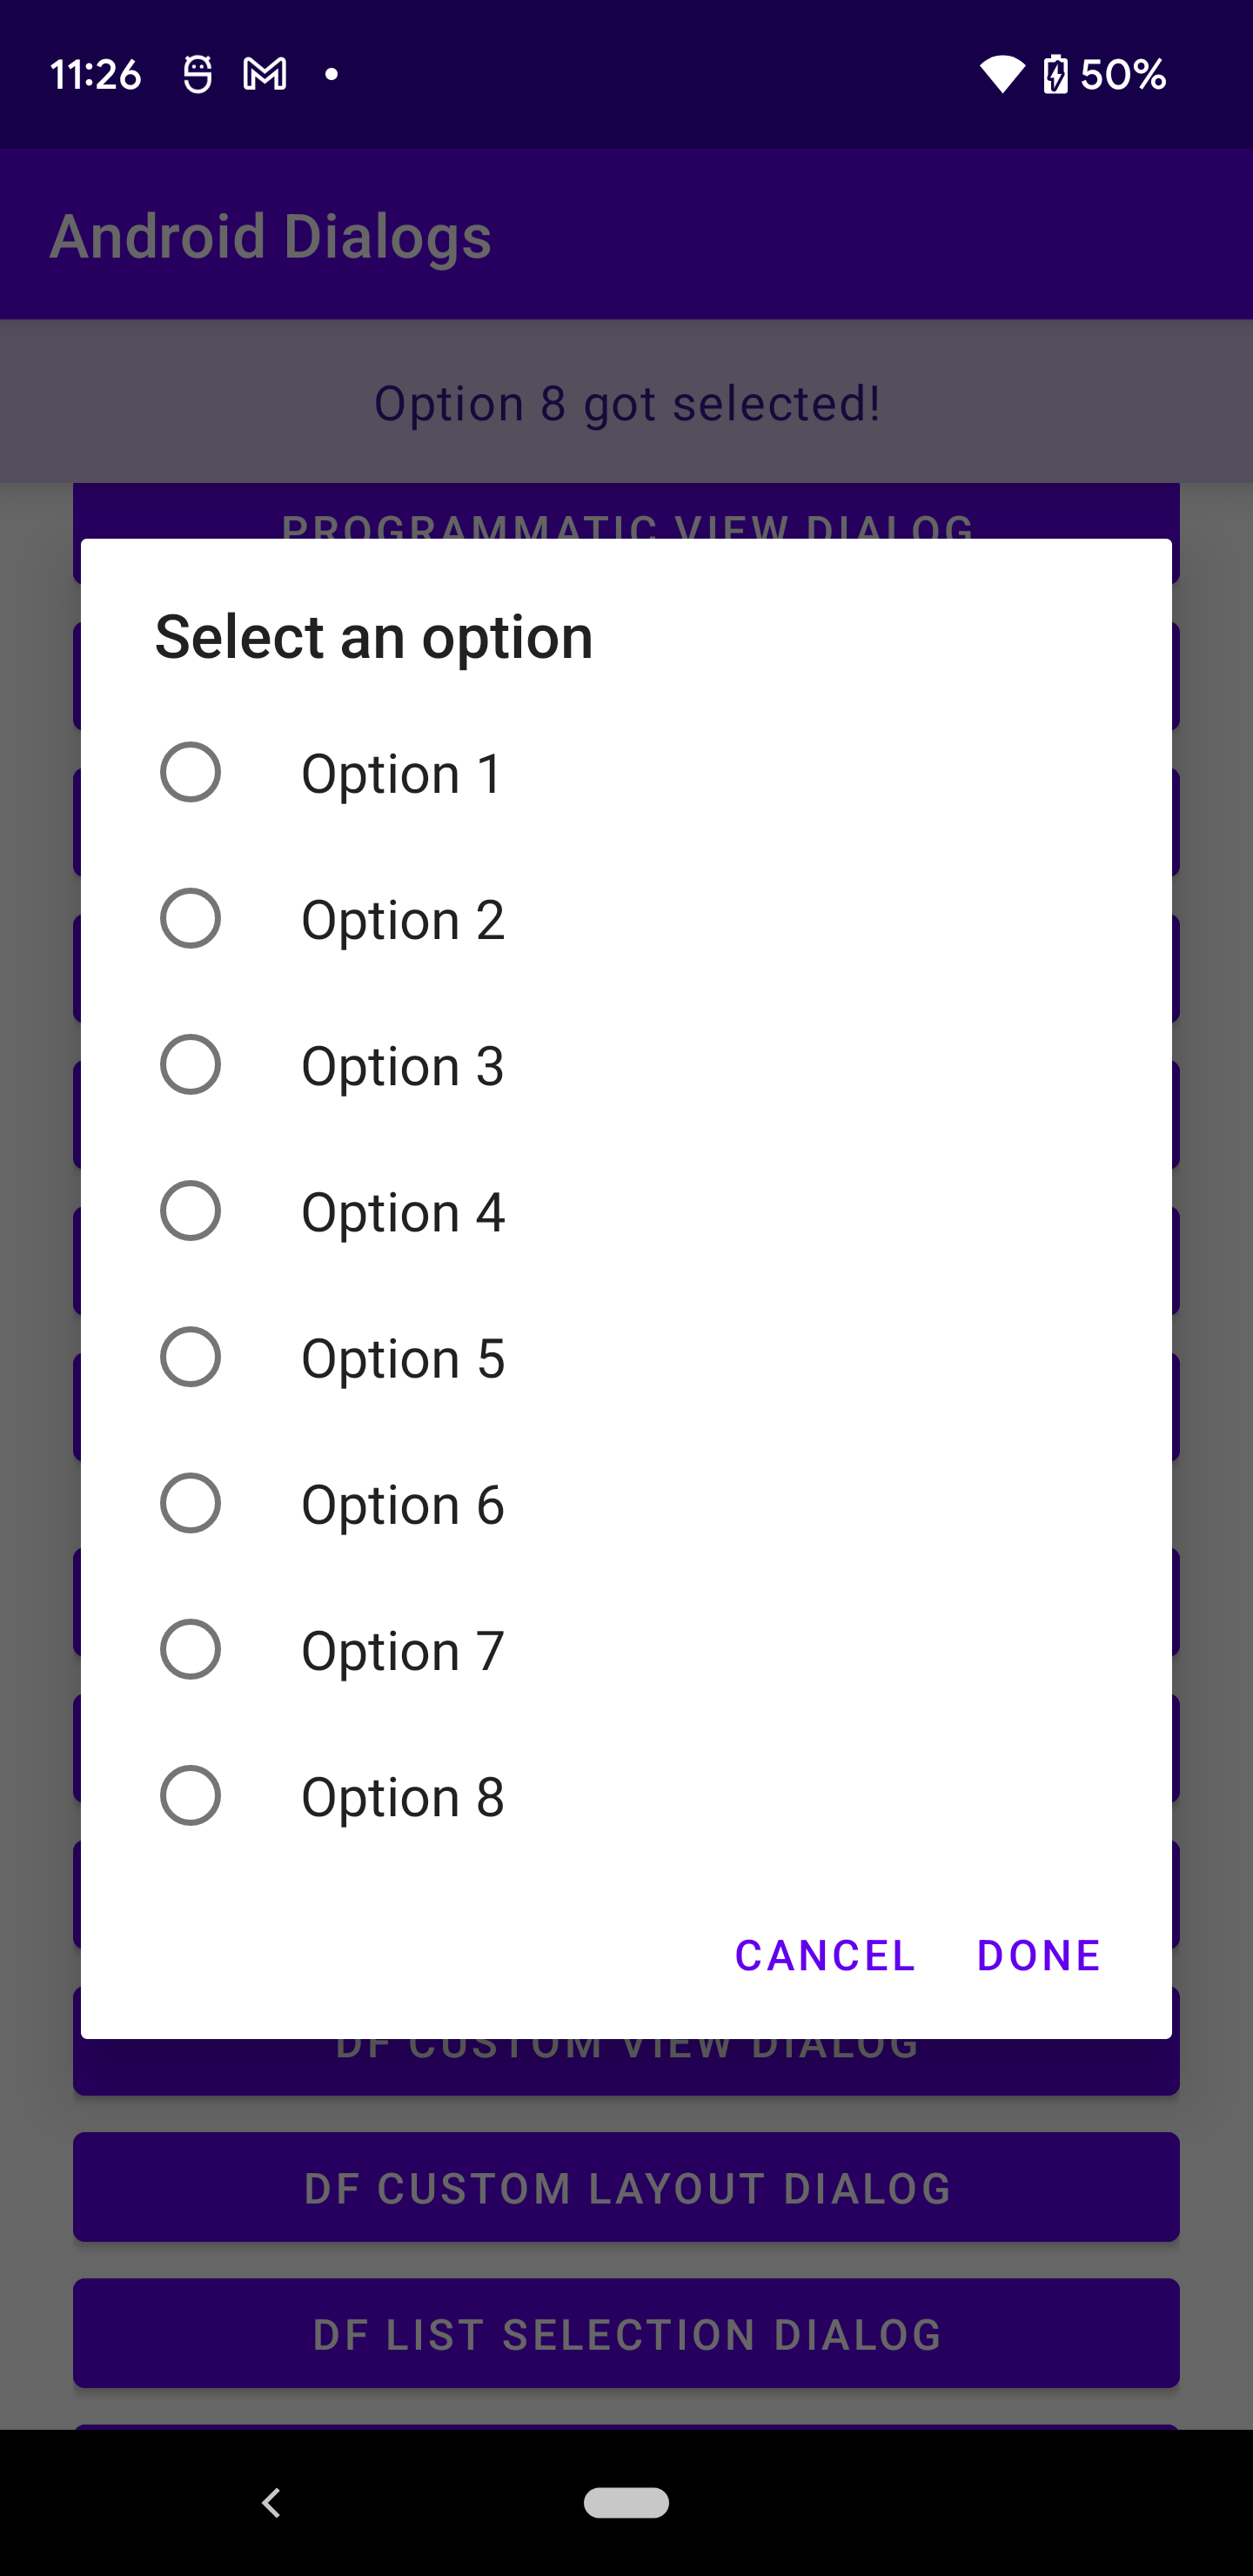 11:26 50%
Android Dialogs
Option 8 got selected!
PROGRAMMATIC VIEW DIALOG
Select an option
Option 1
Option 2
Option 3
Option 4
Option 5
Option 6
Option 7
Option 8
CANCEL DONE
DF CUSTOM VIEW DIALOG
DF CUSTOM LAYOUT DIALOG
DF LIST SELECTION DIALOG